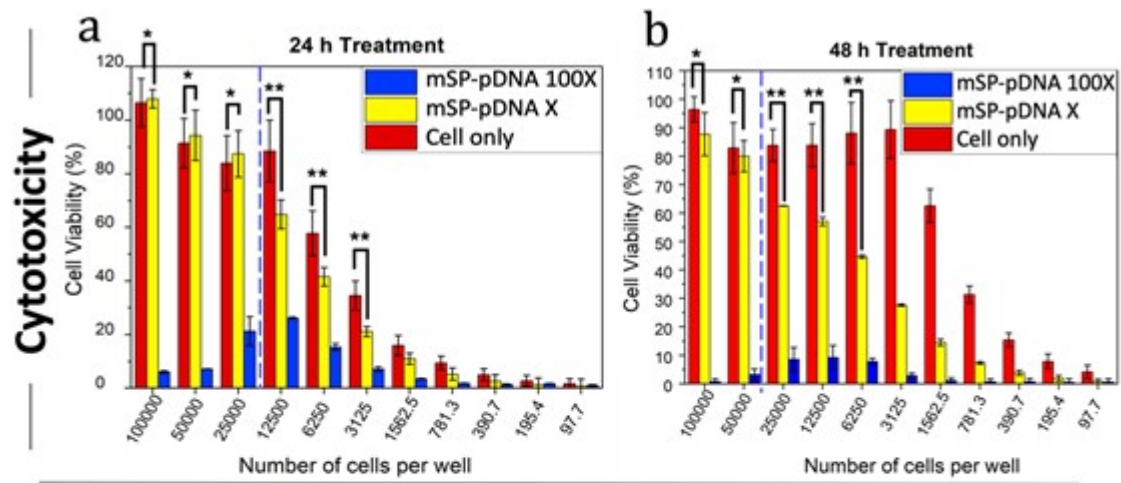 Cytotoxicity
a
24 h Treatment
mSP-pDNA 100X
mSP-pDNA X
Cell only
Cell Viability (%)
120
100
80
60
40
20
0
* * * ** ** **
100000 50000 25000 12500 6250 3125 1562.5 781.3 390.7 195.4 97.7
Number of cells per well
b
48 h Treatment
mSP-pDNA 100X
mSP-pDNA X
Cell only
Cell Viability (%)
110
100
90
80
70
60
50
40
30
20
10
0
* * ** ** **
100000 50000 25000 12500 6250 3125 1562.5 781.3 390.7 195.4 97.7
Number of cells per well